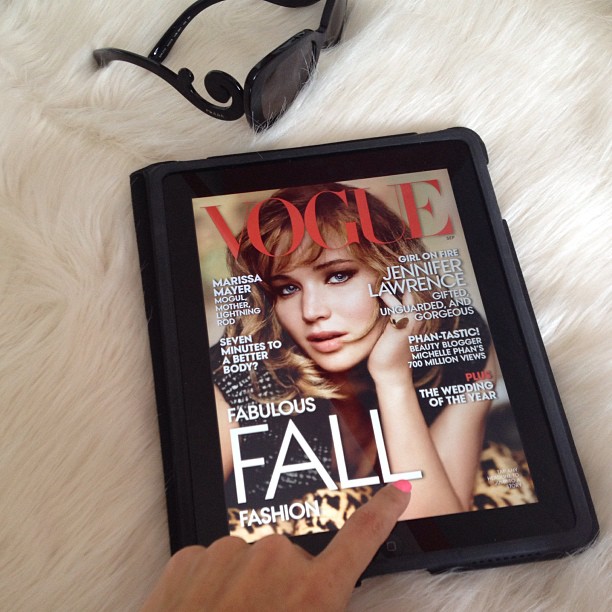 PRADA
VOGUE
SEP
GIRL ON FIRE
JENNIFER
LAWRENCE
GIFTED,
UNGUARDED, AND
GORGEOUS
MARISSA
MAYER
MOGUL,
MOTHER,
LIGHTNING
ROD
SEVEN
MINUTES TO
A BETTER
BODY?
PHAN-TASTIC!
BEAUTY BLOGGER
MICHELLE PHAN'S
700 MILLION VIEWS
PLUS
THE WEDDING
OF THE YEAR
FABULOUS
FALL
FASHION